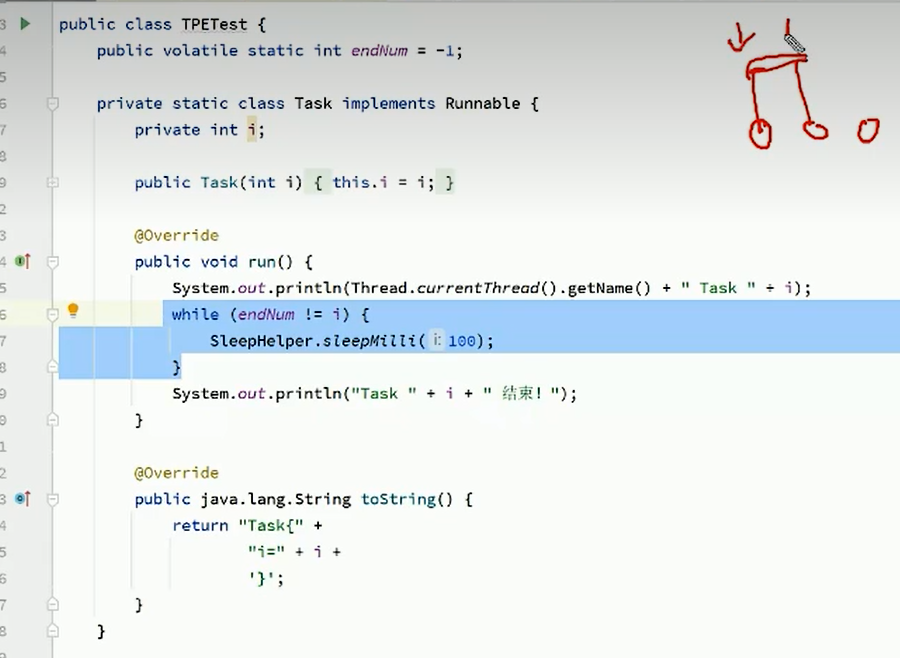 3 public class TPETest {
4 public volatile static int endNum = -1;
5
6 private static class Task implements Runnable {
7 private int i;
8
9 public Task(int i) { this.i = i; }
2
3 @Override
4 public void run() {
5 System.out.println(Thread.currentThread().getName() + " Task " + i);
6 while (endNum != i) {
7 SleepHelper.sleepMilli( i: 100);
8 }
9 System.out.println("Task " + i + " 结束! ");
0 }
1
2 @Override
3 public java.lang.String toString() {
4 return "Task{" +
5 "i=" + i +
6 '}';
7 }
8 }